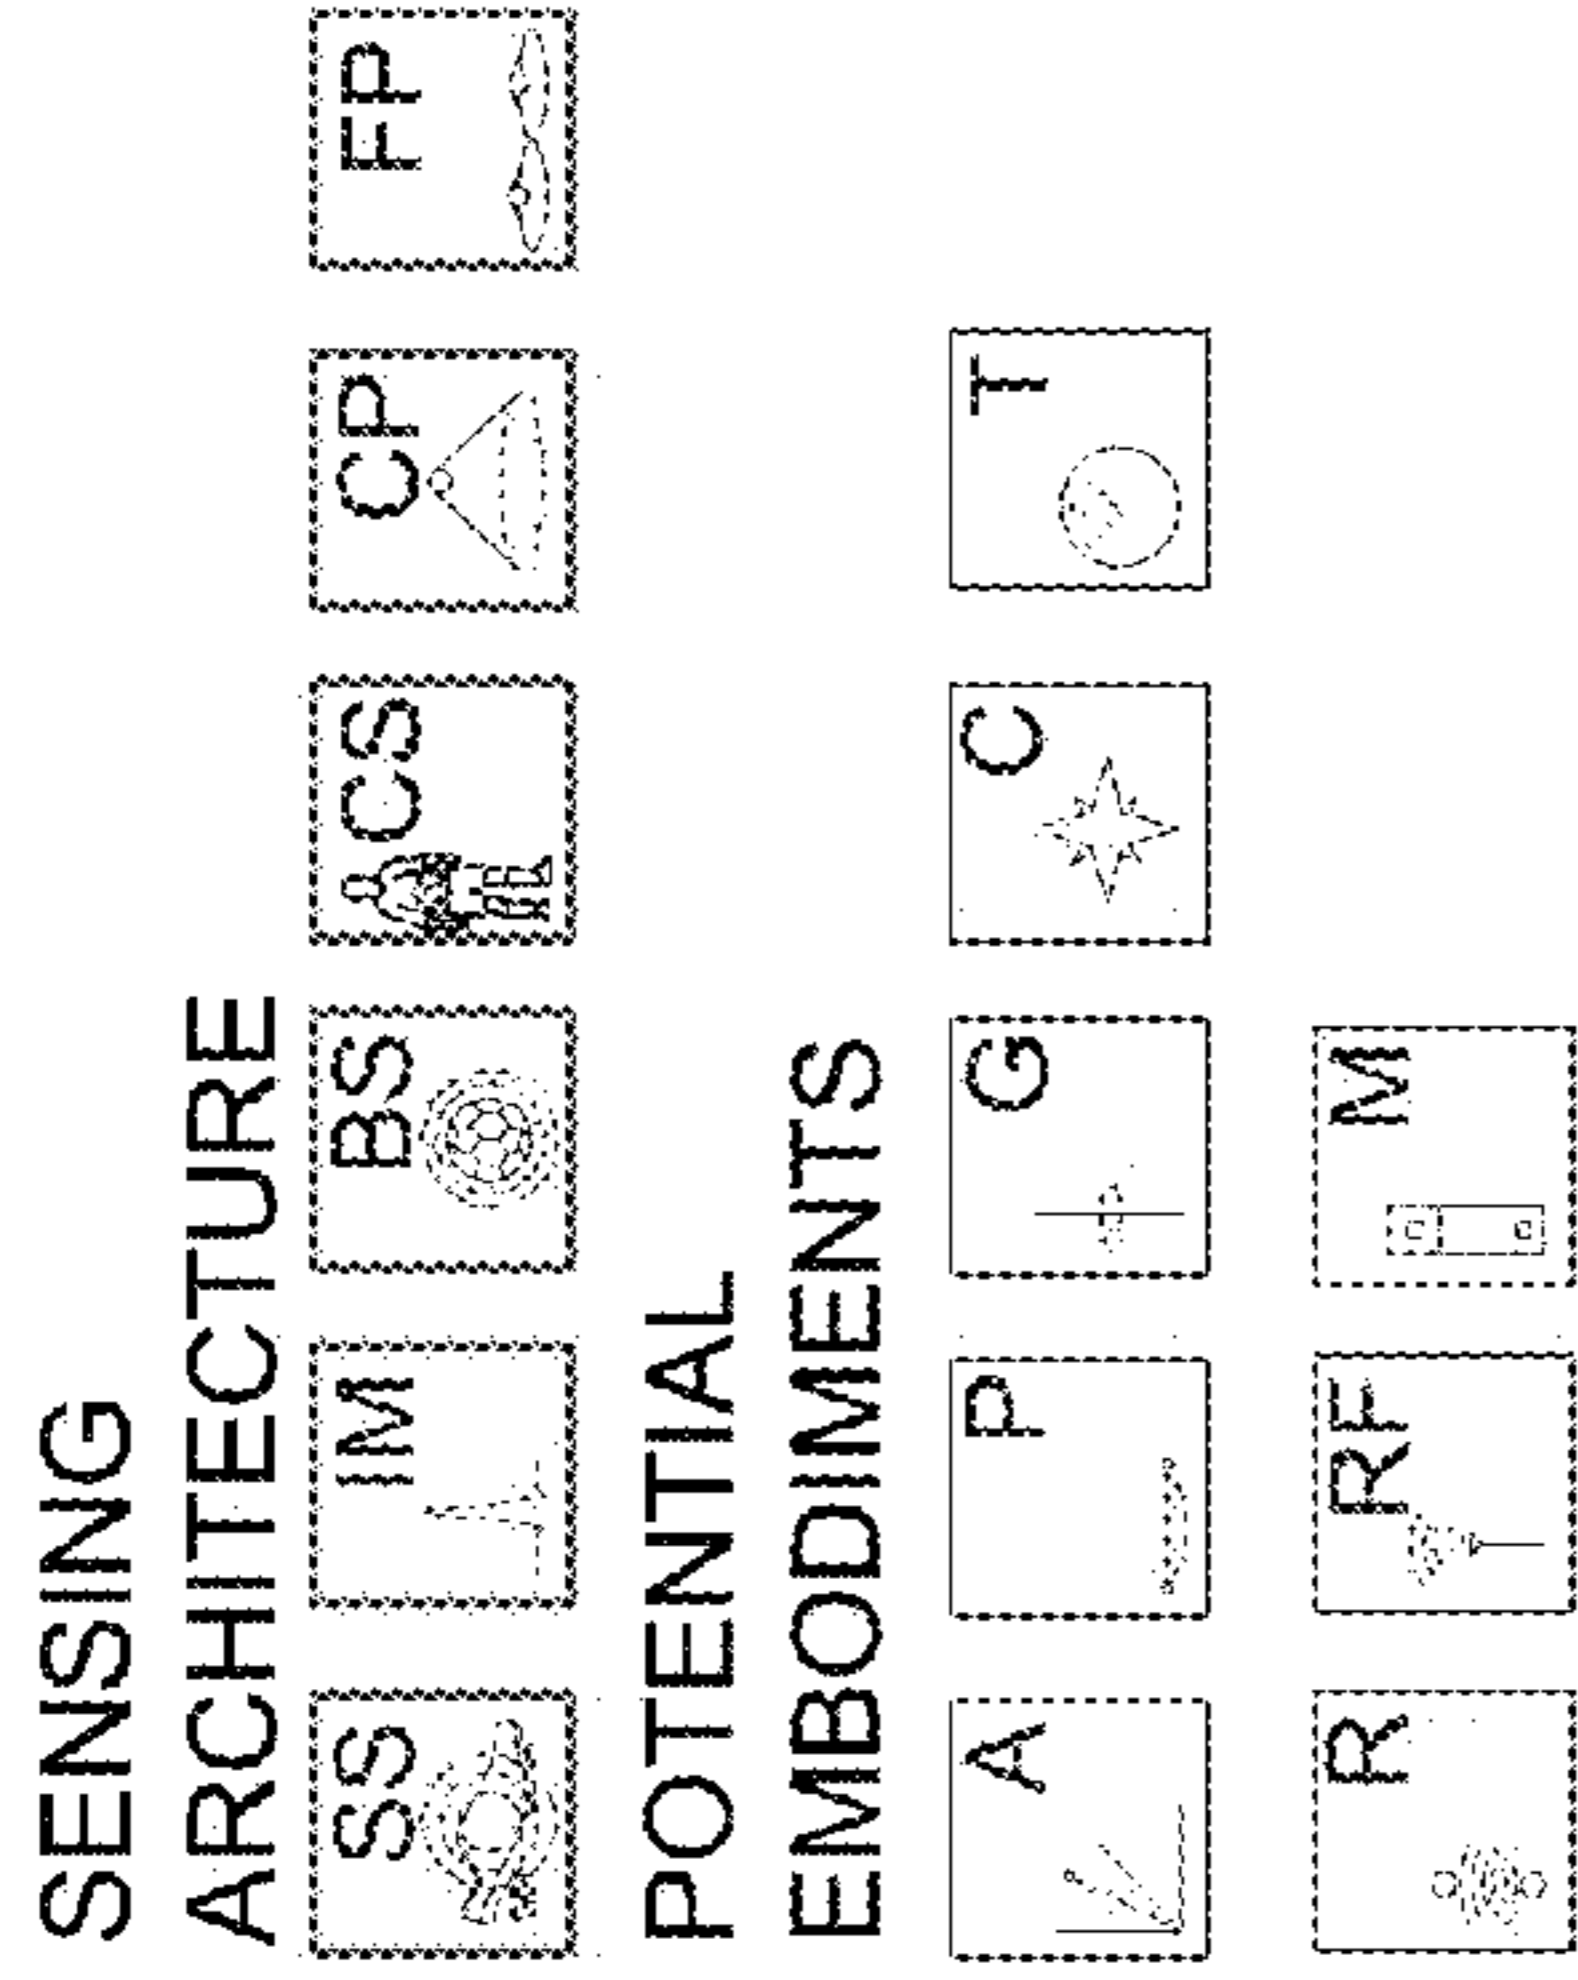 SENSING
ARCHITECTURE
SS IM BS CS CP FP
POTENTIAL
EMBODIMENTS
A P G C T
R RF M